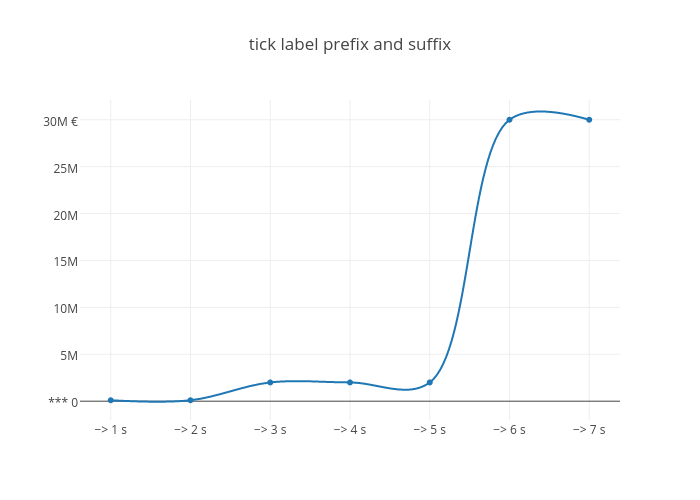 tick label prefix and suffix
30M €
25M
20M
15M
10M
5M
*** 0
−> 1 s −> 2 s −> 3 s −> 4 s −> 5 s −> 6 s −> 7 s